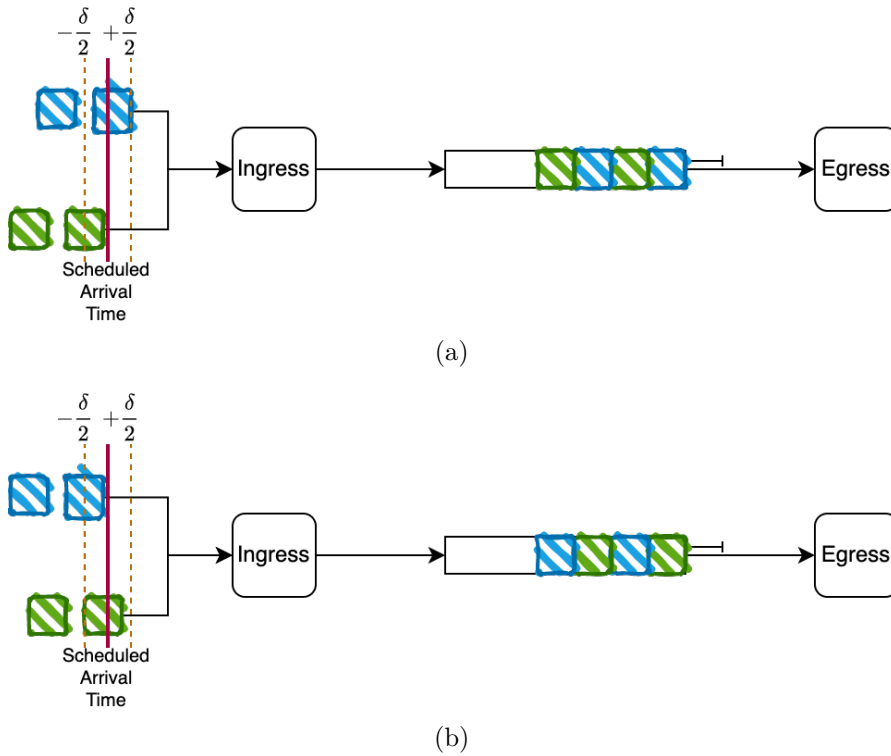 −δ/2 +δ/2
Ingress
Egress
Scheduled
Arrival
Time
(a)
−δ/2 +δ/2
Ingress
Egress
Scheduled
Arrival
Time
(b)